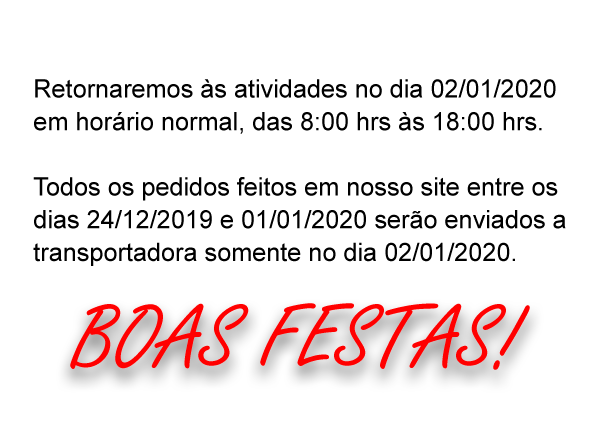 Retornaremos às atividades no dia 02/01/2020
em horário normal, das 8:00 hrs às 18:00 hrs.
Todos os pedidos feitos em nosso site entre os
dias 24/12/2019 e 01/01/2020 serão enviados a
transportadora somente no dia 02/01/2020.
BOAS FESTAS!